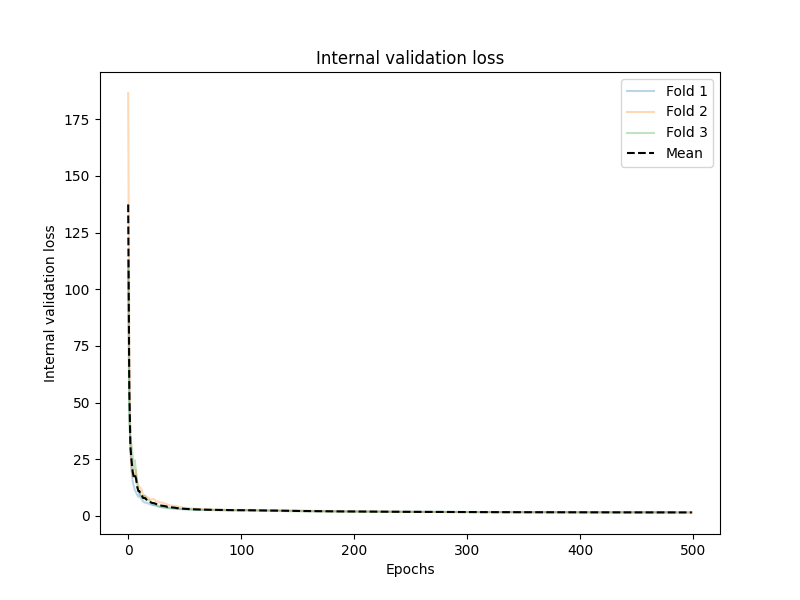 Internal validation loss
Fold 1
Fold 2
Fold 3
Mean
Internal validation loss
175
150
125
100
75
50
25
0
0 100 200 300 400 500
Epochs